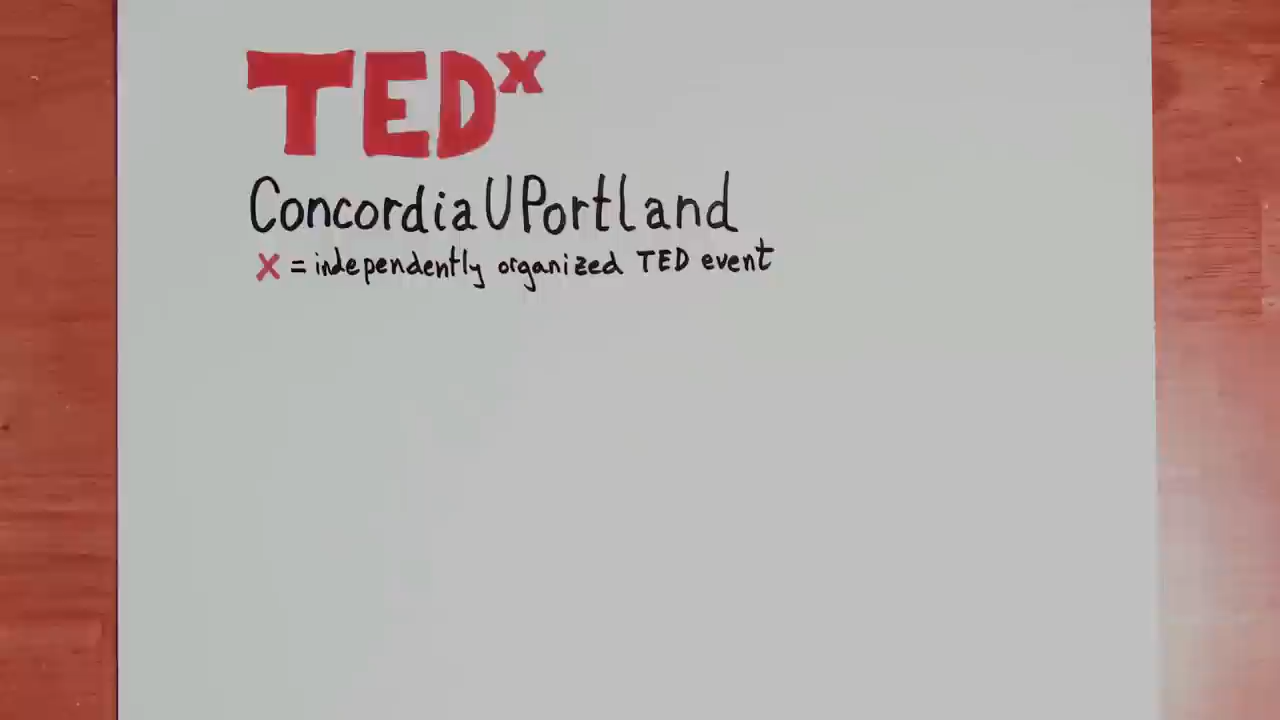 TEDx
ConcordiaUPortland
x = independently organized TED event